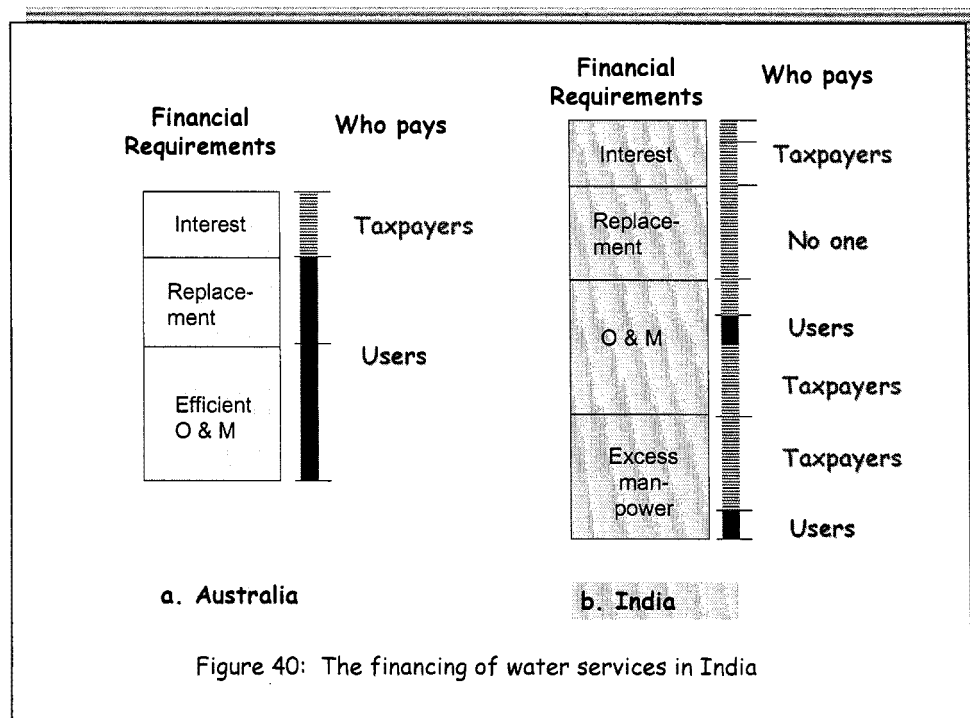 Financial
Requirements
Who pays
Interest
Replace-
ment
Efficient
O & M
Taxpayers
Users
a. Australia
Financial
Requirements
Who pays
Interest
Replace-
ment
O & M
Excess
man-
power
Taxpayers
No one
Users
Taxpayers
Taxpayers
Users
b. India
Figure 40: The financing of water services in India